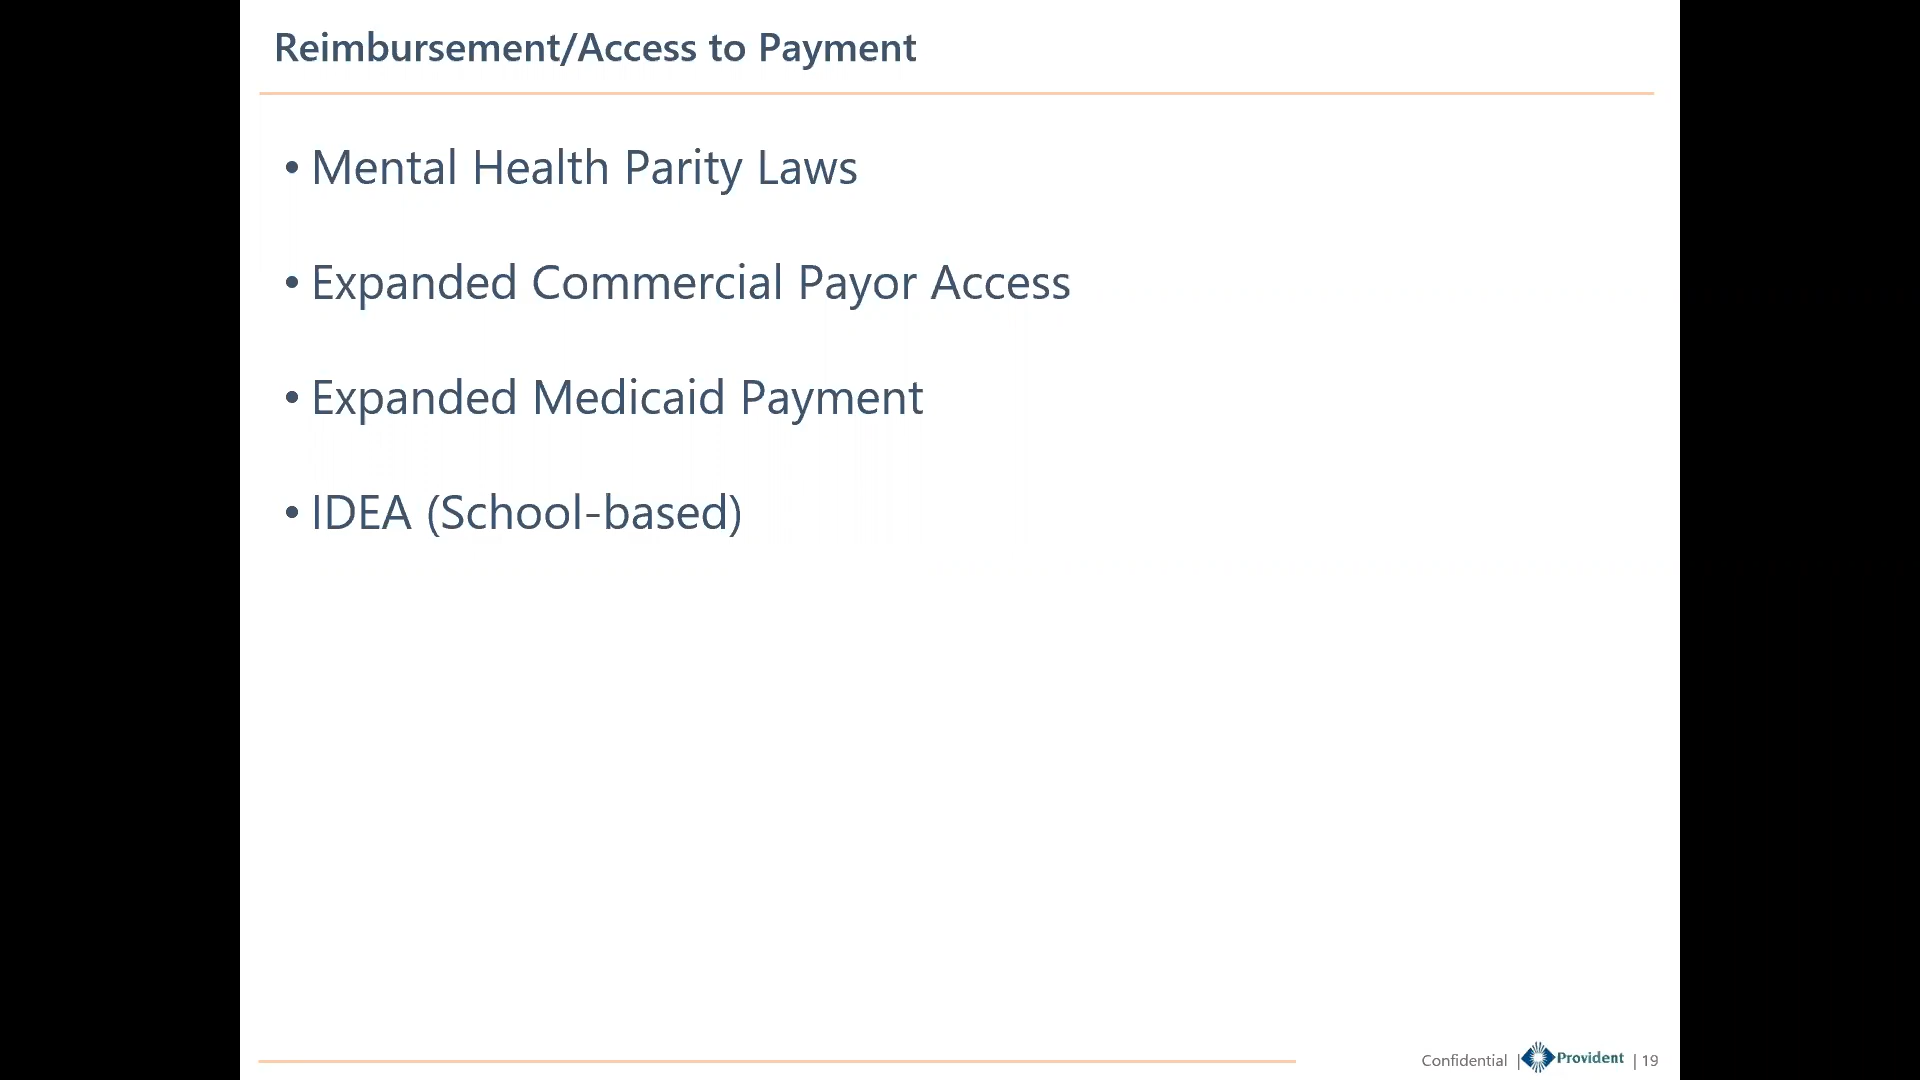 Reimbursement/Access to Payment
• Mental Health Parity Laws
• Expanded Commercial Payor Access
• Expanded Medicaid Payment
• IDEA (School-based)
Confidential | Provident | 19